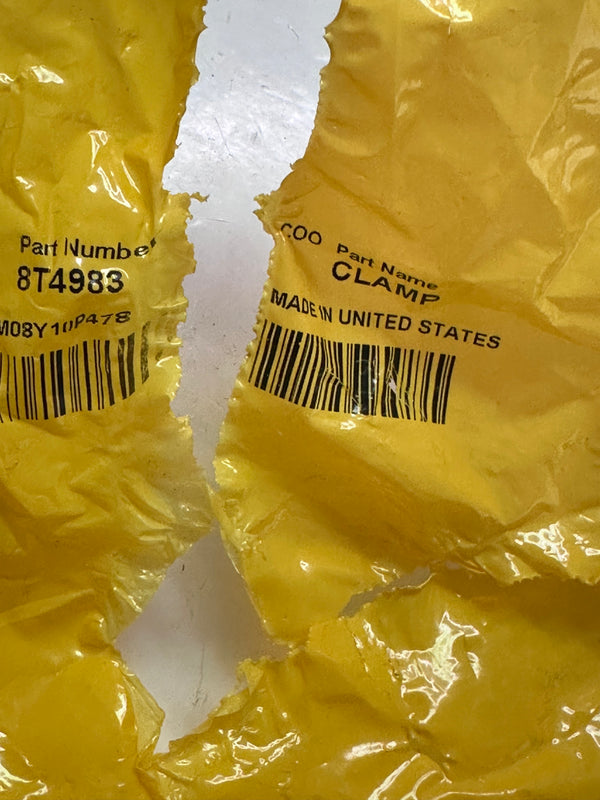 Part Number
8T4983
M08Y10P478
COO Part Name
CLAMP
MADE IN UNITED STATES